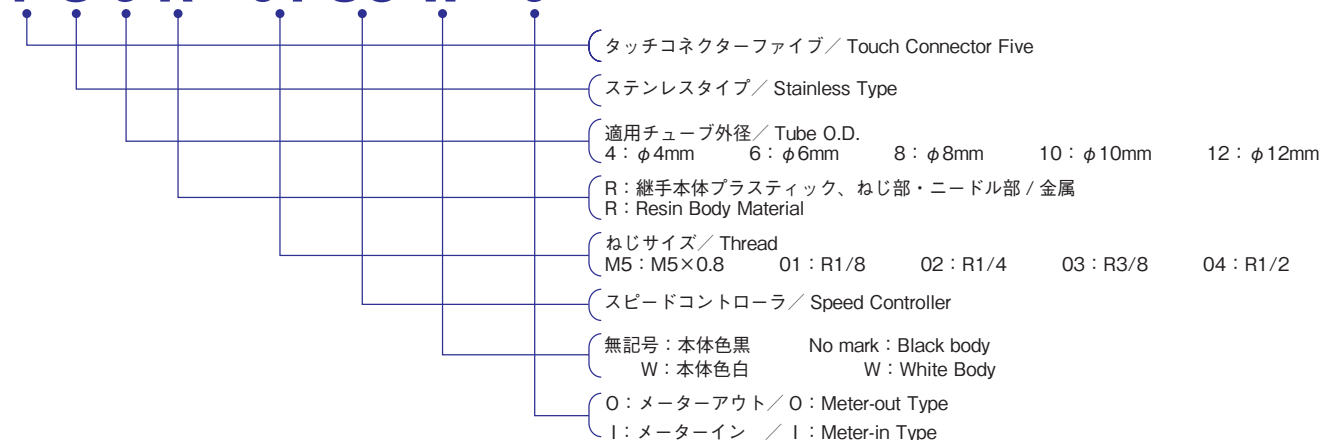 タッチコネクターファイブ／ Touch Connector Five
ステンレスタイプ／ Stainless Type
適用チューブ外径／ Tube O.D.
4：φ4mm 6：φ6mm 8：φ8mm 10：φ10mm 12：φ12mm
R：継手本体プラスティック、ねじ部・ニードル部 / 金属
R：Resin Body Material
ねじサイズ／ Thread
M5：M5×0.8 01：R1/8 02：R1/4 03：R3/8 04：R1/2
スピードコントローラ／ Speed Controller
無記号：本体色黒 No mark：Black body
W：本体色白 W：White Body
O：メーターアウト／ O：Meter-out Type
I：メーターイン ／ I：Meter-in Type